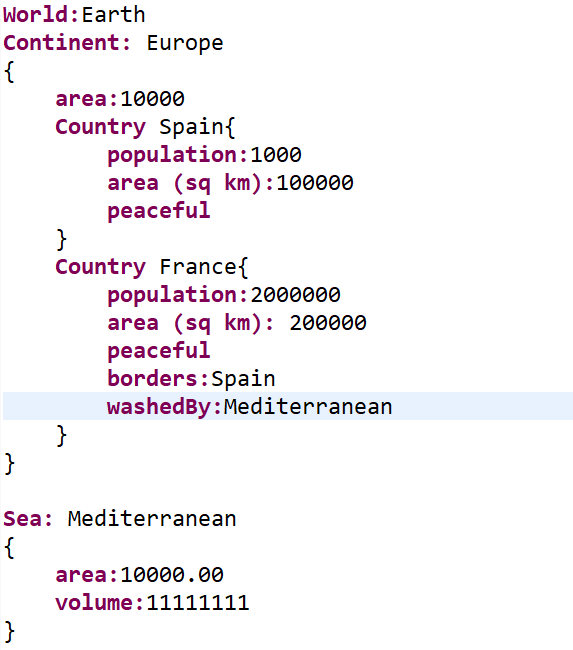 World:Earth
Continent: Europe
{
    area:10000
    Country Spain{
        population:1000
        area (sq km):100000
        peaceful
    }
    Country France{
        population:2000000
        area (sq km): 200000
        peaceful
        borders:Spain
        washedBy:Mediterranean
    }
}

Sea: Mediterranean
{
    area:10000.00
    volume:11111111
}